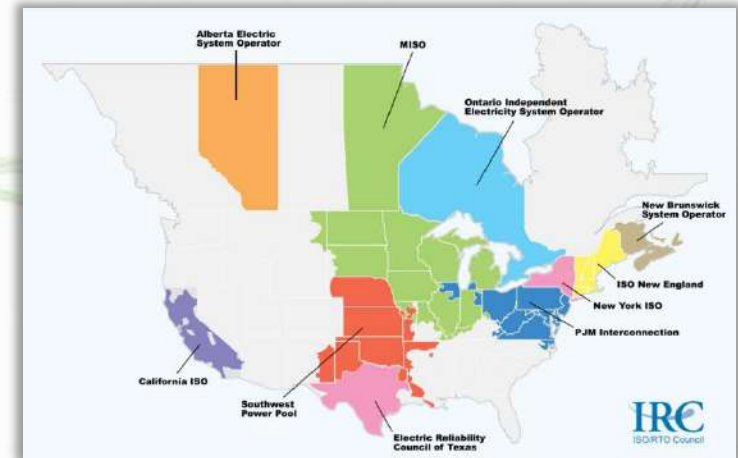 Alberta Electric
System Operator
MISO
Ontario Independent
Electricity System Operator
New Brunswick
System Operator
ISO New England
New York ISO
PJM Interconnection
California ISO
Southwest
Power Pool
Electric Reliability
Council of Texas
IRC
ISO/RTO Council